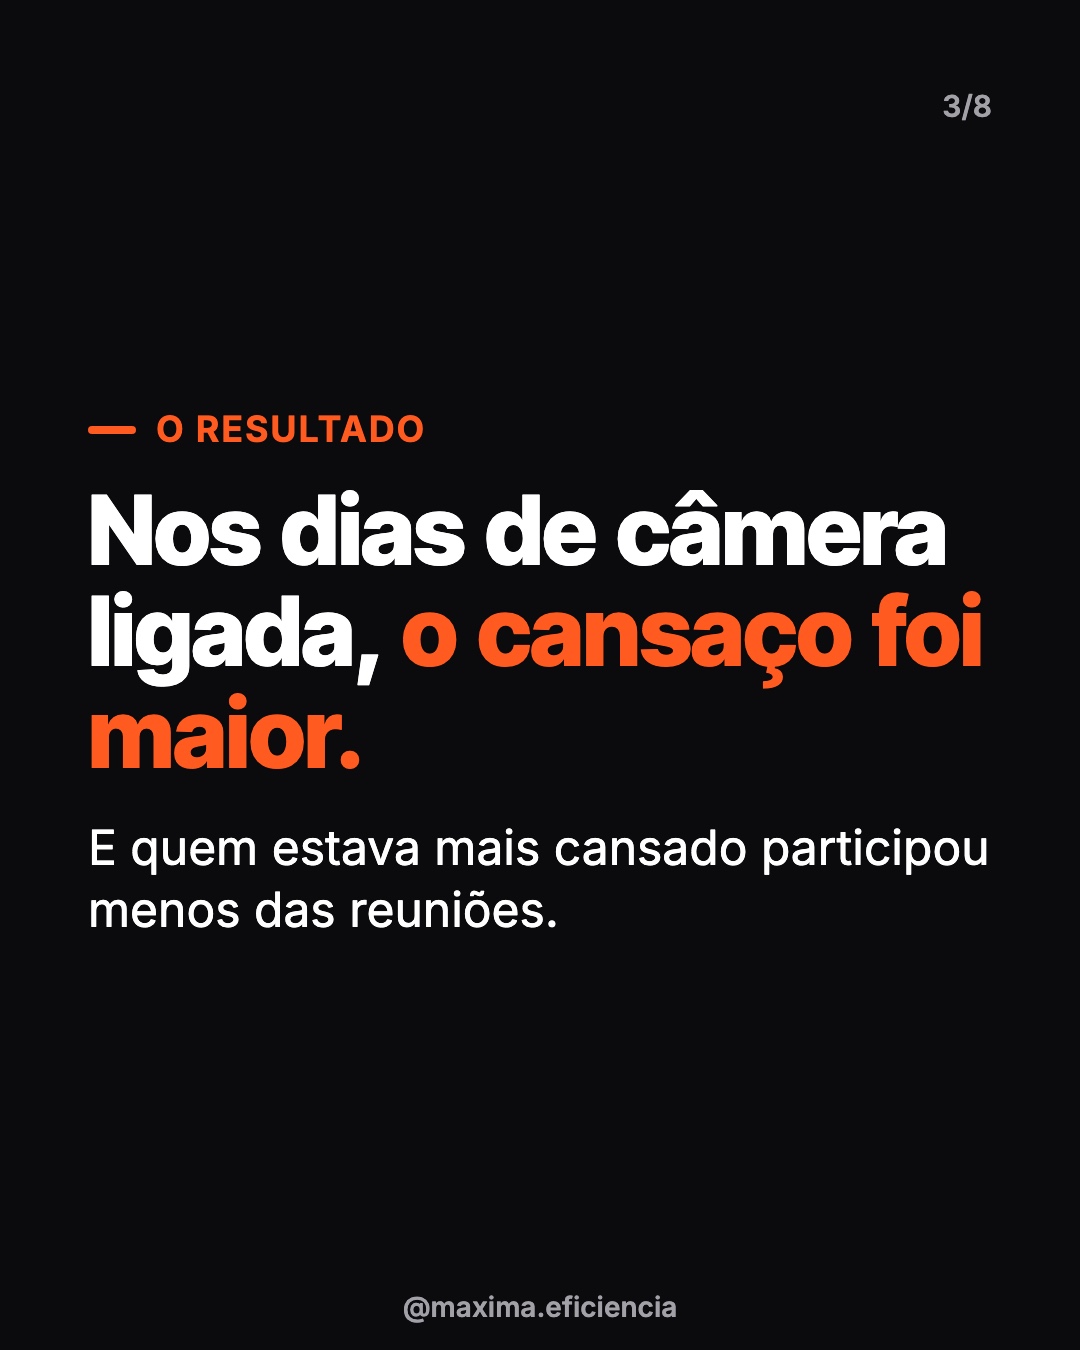 3/8
O RESULTADO
Nos dias de câmera
ligada, o cansaço foi
maior.
E quem estava mais cansado participou
menos das reuniões.
@maxima.eficiencia